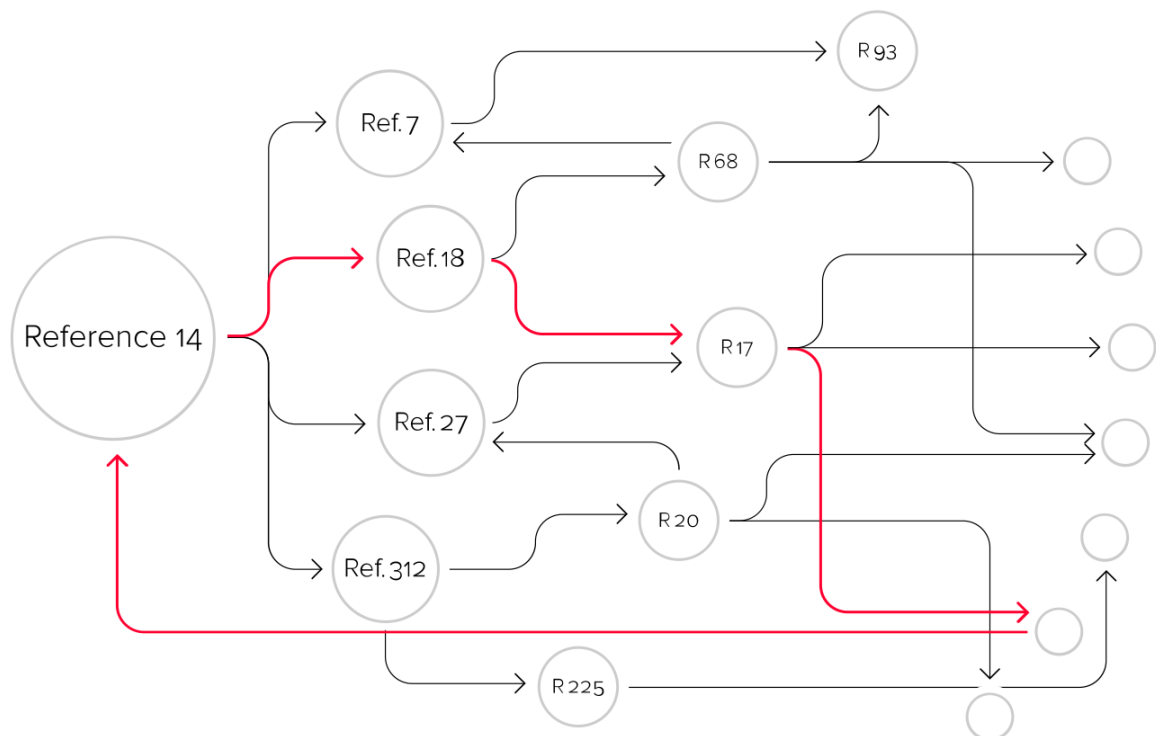 R 93
Ref. 7
R 68
Ref. 18
Reference 14
R 17
Ref. 27
R 20
Ref. 312
R 225